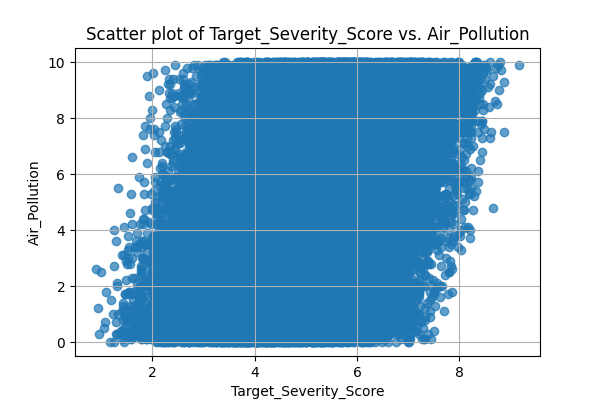 Scatter plot of Target_Severity_Score vs. Air_Pollution
10
8
6
4
2
0
Air_Pollution
2 4 6 8
Target_Severity_Score